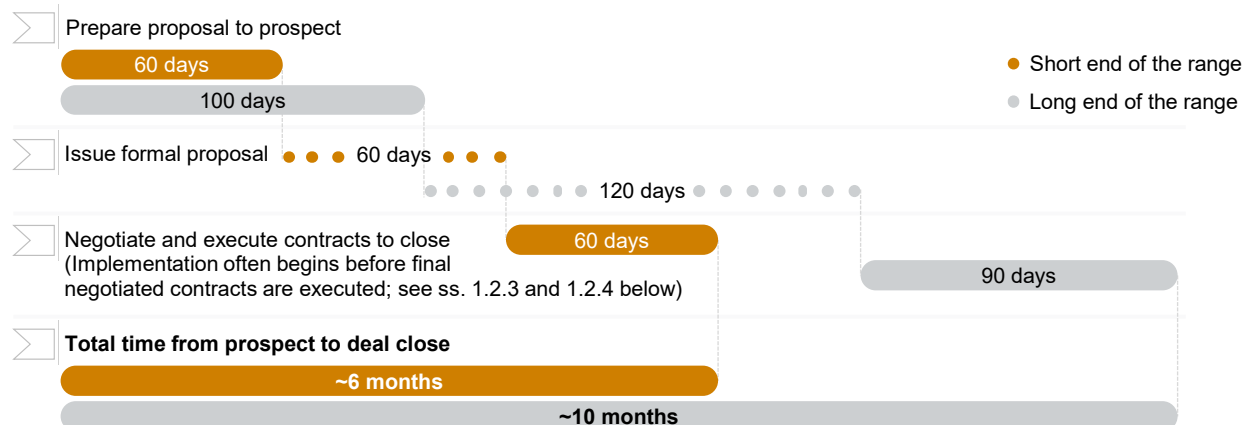 Prepare proposal to prospect
60 days
100 days
Short end of the range
Long end of the range
Issue formal proposal
60 days
120 days
Negotiate and execute contracts to close
(Implementation often begins before final
negotiated contracts are executed; see ss. 1.2.3 and 1.2.4 below)
60 days
90 days
Total time from prospect to deal close
~6 months
~10 months